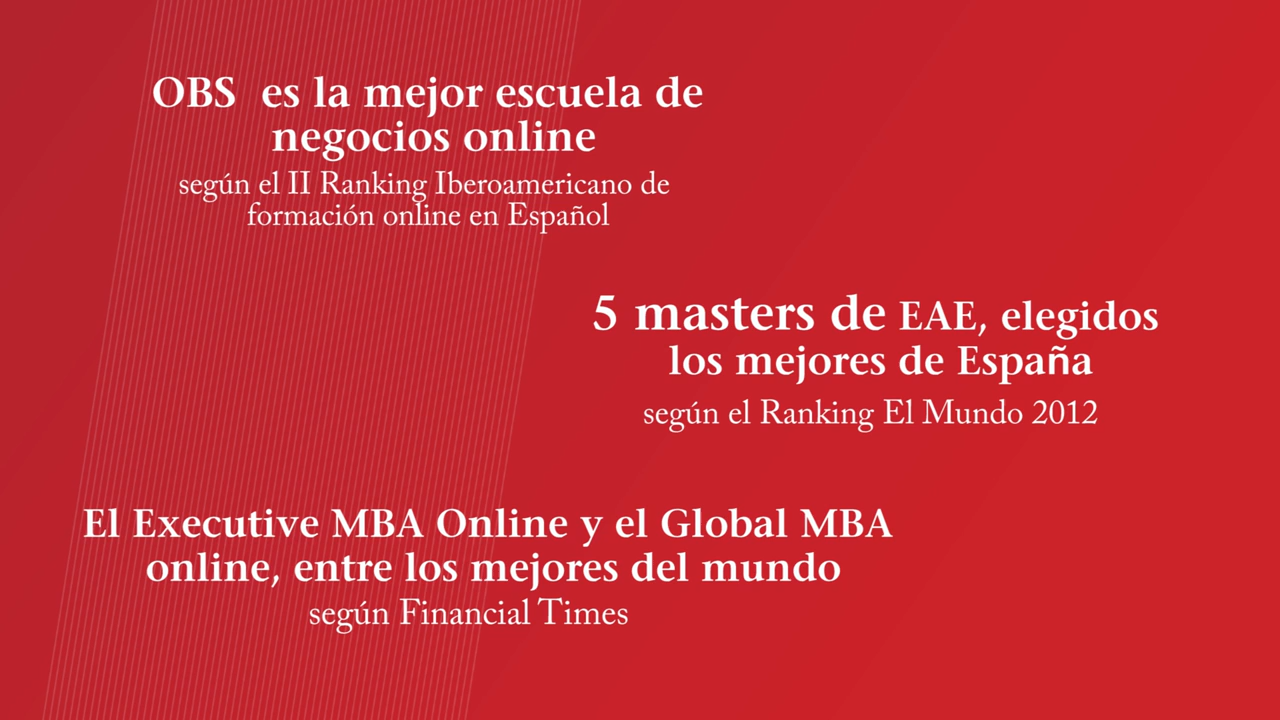 OBS es la mejor escuela de
negocios online
según el II Ranking Iberoamericano de
formación online en Español
5 masters de EAE, elegidos
los mejores de España
según el Ranking El Mundo 2012
El Executive MBA Online y el Global MBA
online, entre los mejores del mundo
según Financial Times